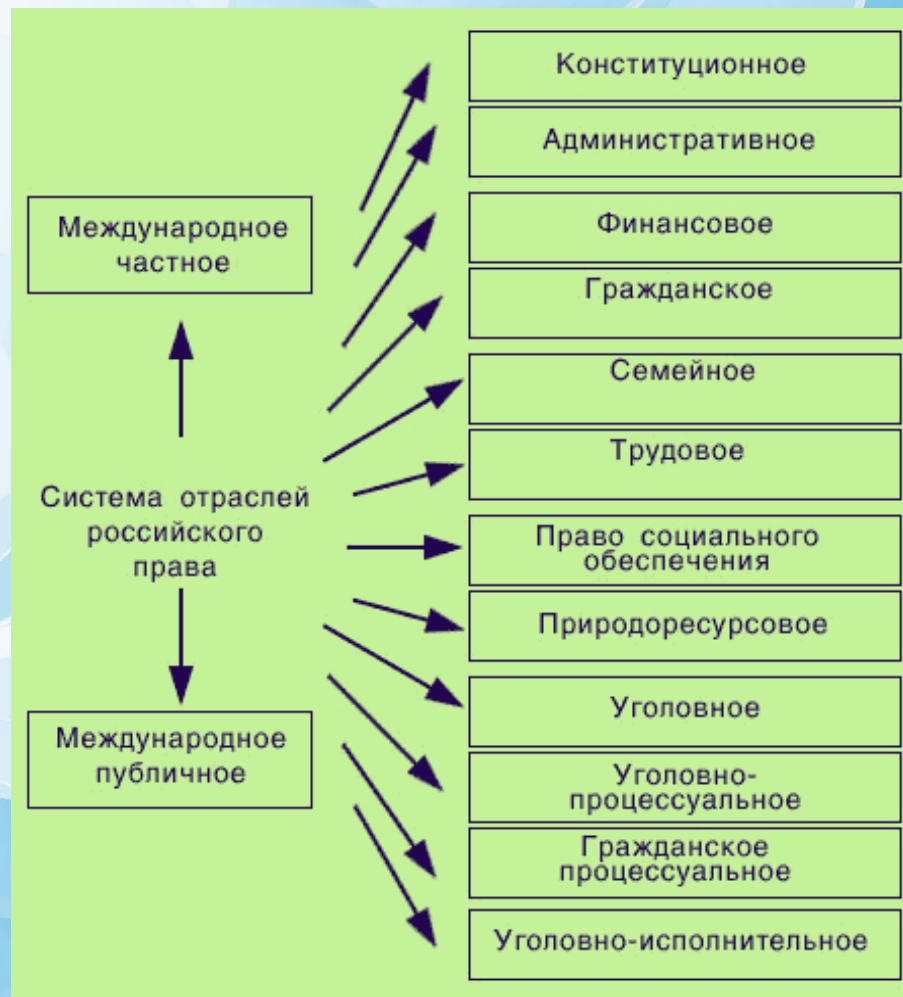 Международное
частное
Система отраслей
российского
права
Международное
публичное
Конституционное
Административное
Финансовое
Гражданское
Семейное
Трудовое
Право социального
обеспечения
Природоресурсовое
Уголовное
Уголовно-
процессуальное
Гражданское
процессуальное
Уголовно-исполнительное